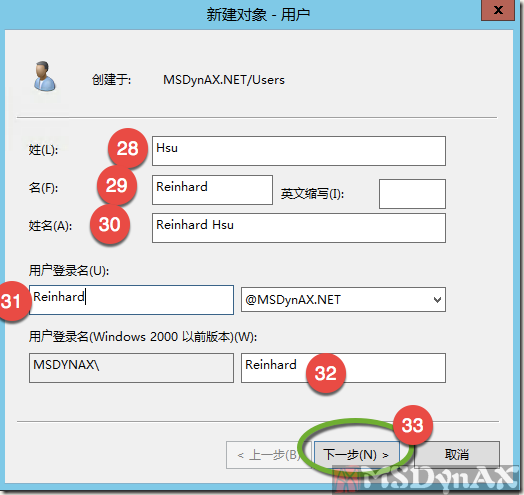 新建对象 - 用户
x
创建于: MSDynAX.NET/Users
姓(L): 28 Hsu
名(F): 29 Reinhard 英文缩写(I):
姓名(A): 30 Reinhard Hsu
用户登录名(U):
31 Reinhard @MSDynAX.NET
用户登录名(Windows 2000 以前版本)(W):
MSDYNAX\ Reinhard 32
33
< 上一步(B) 下一步(N) > 取消
MSDynAX